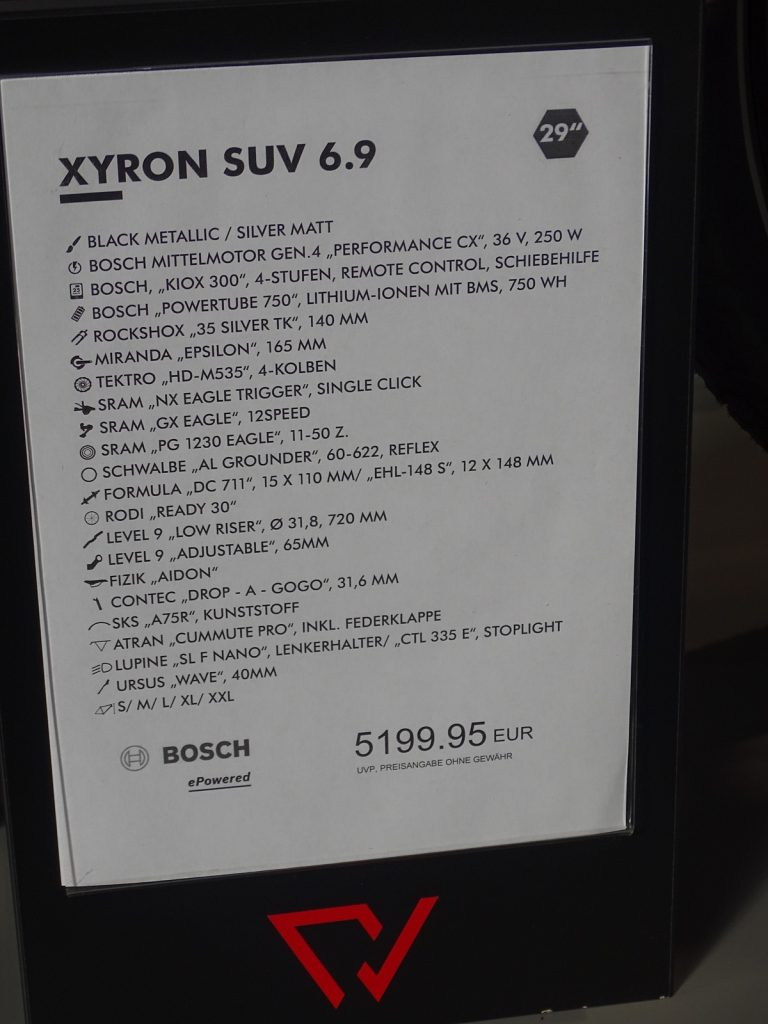 29“
XYRON SUV 6.9
BLACK METALLIC / SILVER MATT
BOSCH MITTELMOTOR GEN.4 „PERFORMANCE CX“, 36 V, 250 W
BOSCH, „KIOX 300“, 4-STUFEN, REMOTE CONTROL, SCHIEBEHILFE
BOSCH „POWERTUBE 750“, LITHIUM-IONEN MIT BMS, 750 WH
ROCKSHOX „35 SILVER TK“, 140 MM
MIRANDA „EPSILON“, 165 MM
TEKTRO „HD-M535“, 4-KOLBEN
SRAM „NX EAGLE TRIGGER“, SINGLE CLICK
SRAM „GX EAGLE“, 12SPEED
SRAM „PG 1230 EAGLE“, 11-50 Z.
SCHWALBE „AL GROUNDER“, 60-622, REFLEX
FORMULA „DC 711“, 15 X 110 MM/ „EHL-148 S“, 12 X 148 MM
RODI „READY 30“
LEVEL 9 „LOW RISER“, Ø 31,8, 720 MM
LEVEL 9 „ADJUSTABLE“, 65MM
FIZIK „AIDON“
CONTEC „DROP - A - GOGO“, 31,6 MM
SKS „A75R“, KUNSTSTOFF
ATRAN „CUMMUTE PRO“, INKL. FEDERKLAPPE
LUPINE „SL F NANO“, LENKERHALTER/ „CTL 335 E“, STOPLIGHT
URSUS „WAVE“, 40MM
S/ M/ L/ XL/ XXL
BOSCH
ePowered
5199.95 EUR
UVP. PREISANGABE OHNE GEWÄHR